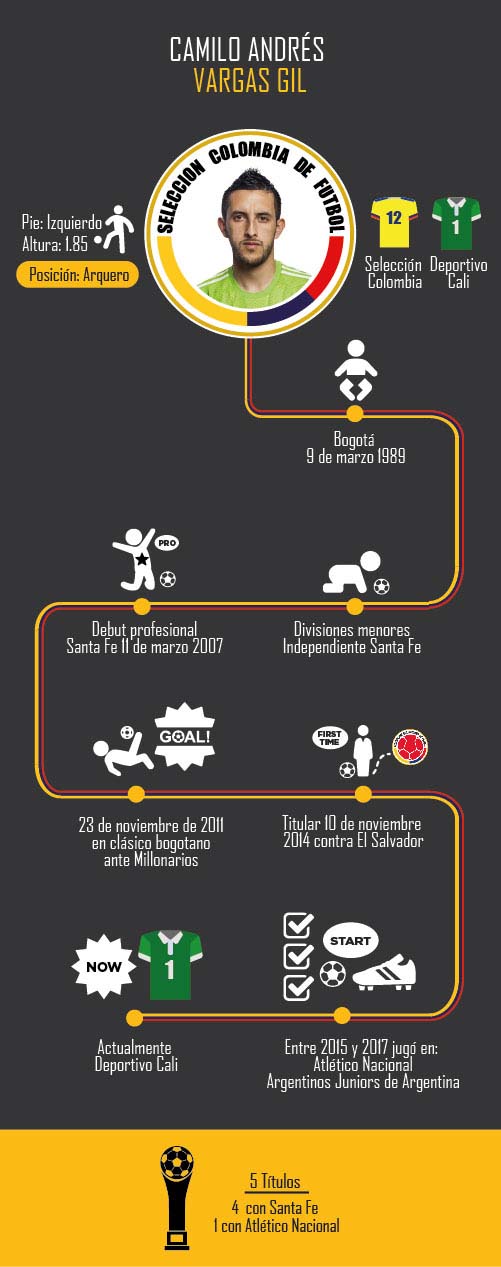 CAMILO ANDRÉS
VARGAS GIL
SELECCION COLOMBIA DE FUTBOL
Pie: Izquierdo
Altura: 1.85
Posición: Arquero
12
1
Selección
Colombia
Deportivo
Cali
Bogotá
9 de marzo 1989
PRO
Debut profesional
Santa Fe 11 de marzo 2007
Divisiones menores
Independiente Santa Fe
GOAL!
23 de noviembre de 2011
en clásico bogotano
ante Millonarios
FIRST
TIME
Titular 10 de noviembre
2014 contra El Salvador
NOW
1
Actualmente
Deportivo Cali
START
Entre 2015 y 2017 jugó en:
Atlético Nacional
Argentinos Juniors de Argentina
5 Títulos
4 con Santa Fe
1 con Atlético Nacional